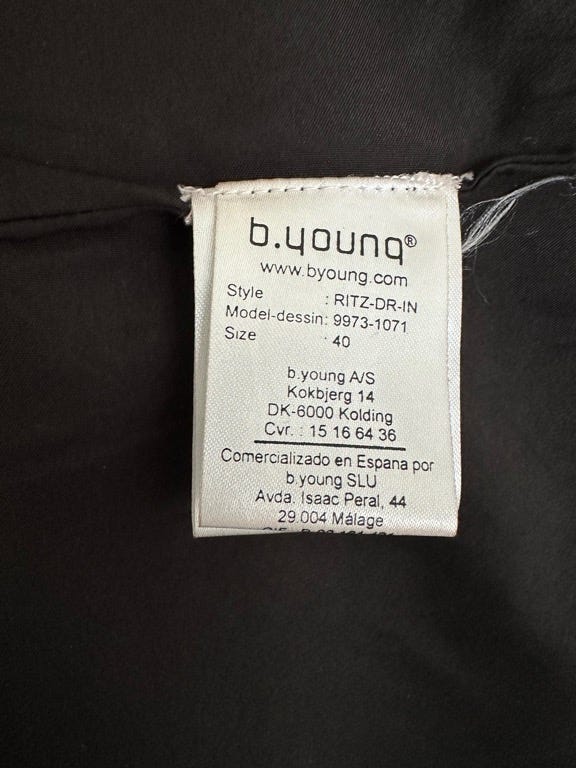 b.young®
www.byoung.com
Style : RITZ-DR-IN
Model-dessin: 9973-1071
Size : 40
b.young A/S
Kokbjerg 14
DK-6000 Kolding
Cvr. : 15 16 64 36
Comercializado en Espana por
b.young SLU
Avda. Isaac Peral, 44
29.004 Málage